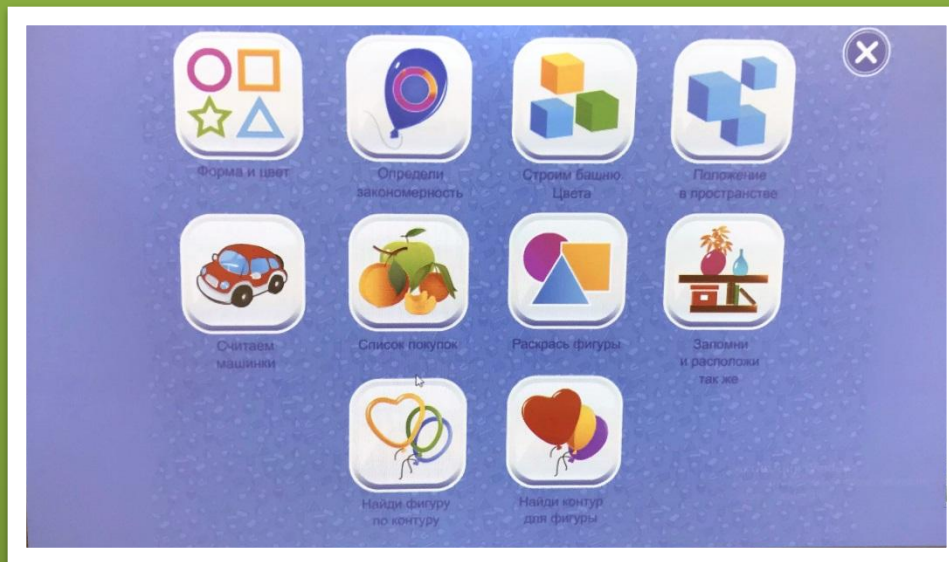 Форма и цвет
Определи
закономерность
Строим башню
Цвета
Положение
в пространстве
Считаем
машинки
Список покупок
Раскрась фигуры
Запомни
и расположи
так же
Найди фигуру
по контуру
Найди контур
для фигуры